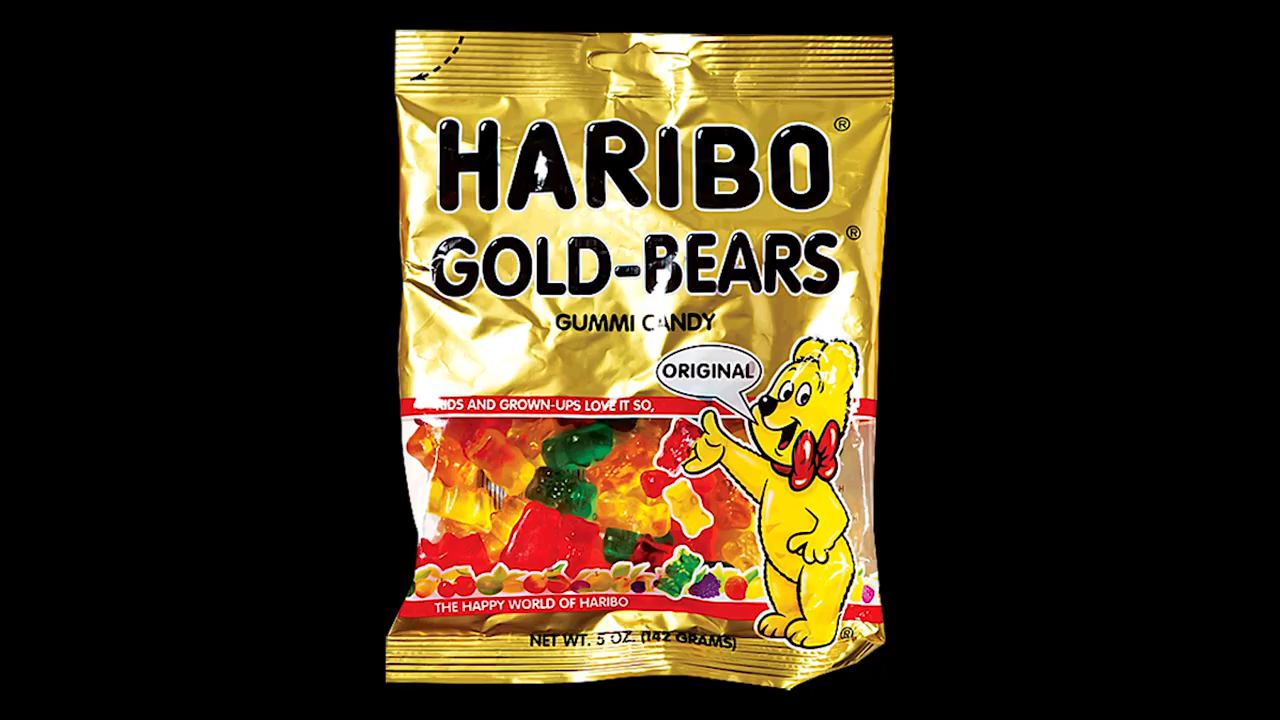 HARIBO®
GOLD-BEARS®
GUMMI CANDY
ORIGINAL
KIDS AND GROWN-UPS LOVE IT SO,
THE HAPPY WORLD OF HARIBO
®
NET WT. 5 OZ. (142 GRAMS)